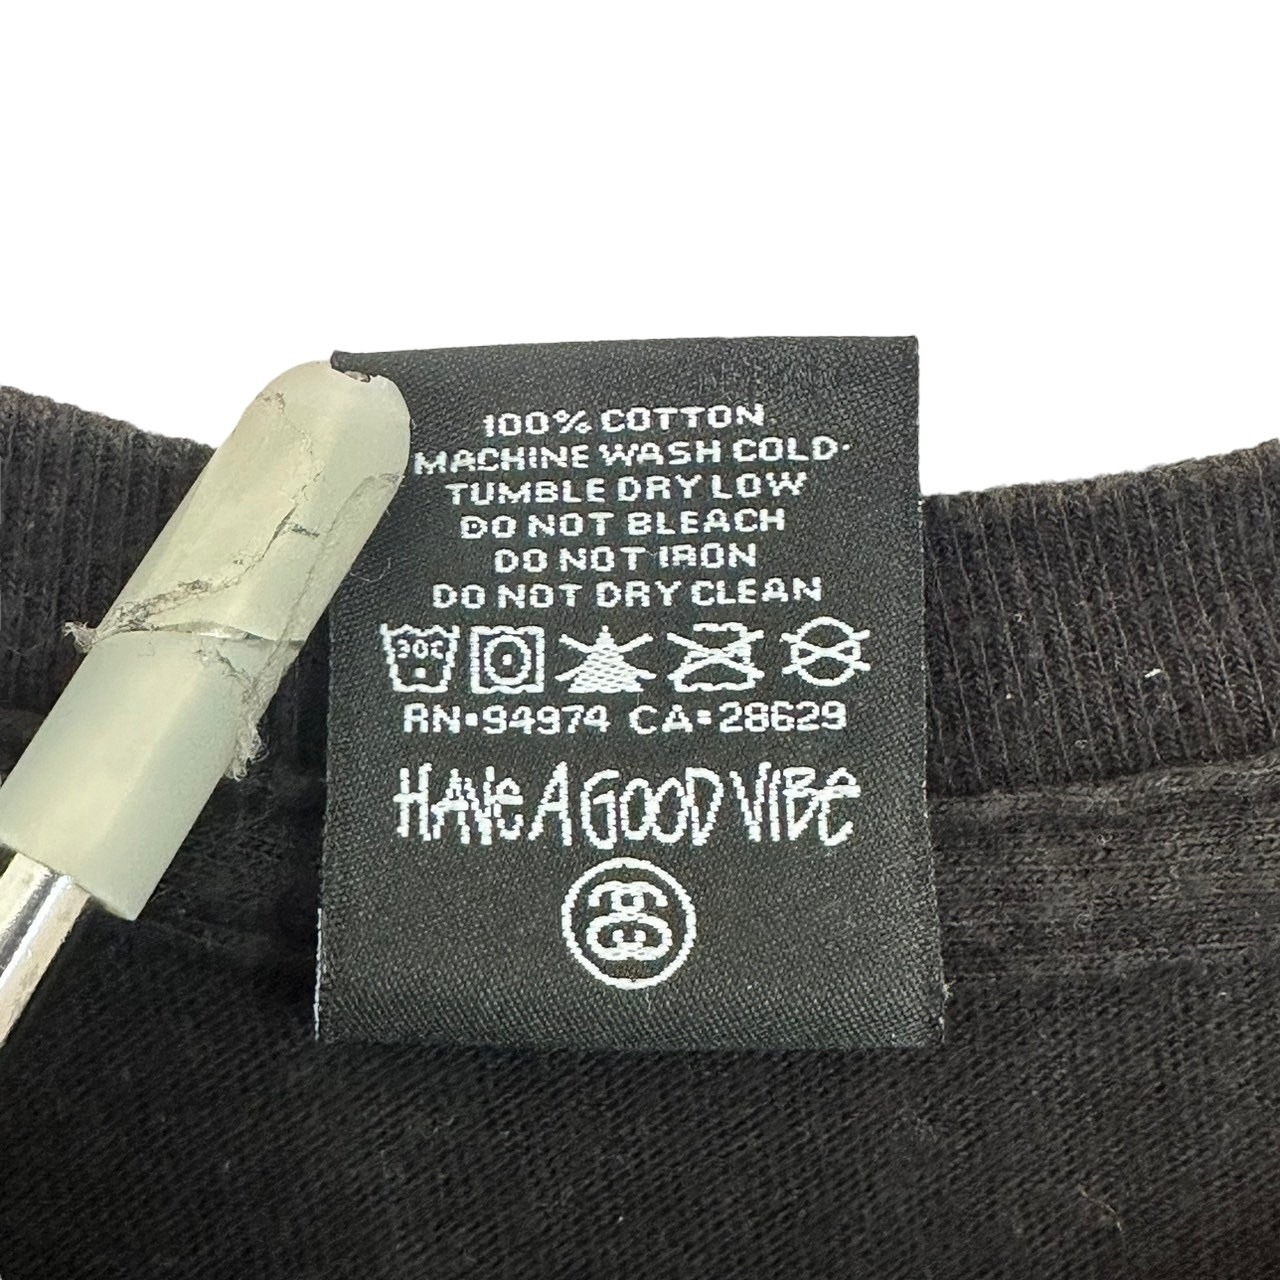 100% COTTON
MACHINE WASH COLD
TUMBLE DRY LOW
DO NOT BLEACH
DO NOT IRON
DO NOT DRY CLEAN
30C
RN:94974 CA:28629
HAVE A GOOD VIBE